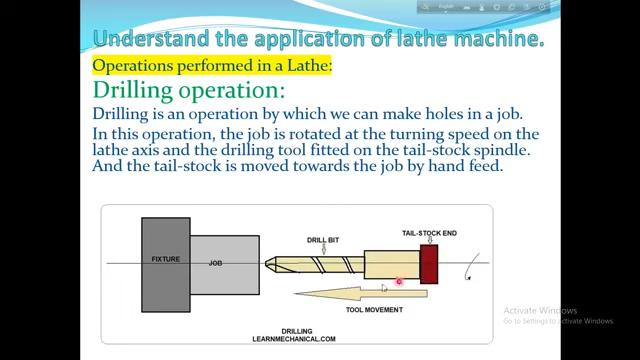 English
Understand the application of lathe machine.
Operations performed in a Lathe:
Drilling operation:
Drilling is an operation by which we can make holes in a job.
In this operation, the job is rotated at the turning speed on the
lathe axis and the drilling tool fitted on the tail-stock spindle.
And the tail-stock is moved towards the job by hand feed.
TAIL-STOCK END
DRILL BIT
FIXTURE
JOB
TOOL MOVEMENT
DRILLING
LEARNMECHANICAL.COM
Activate Windows
Go to Settings to activate Windows.